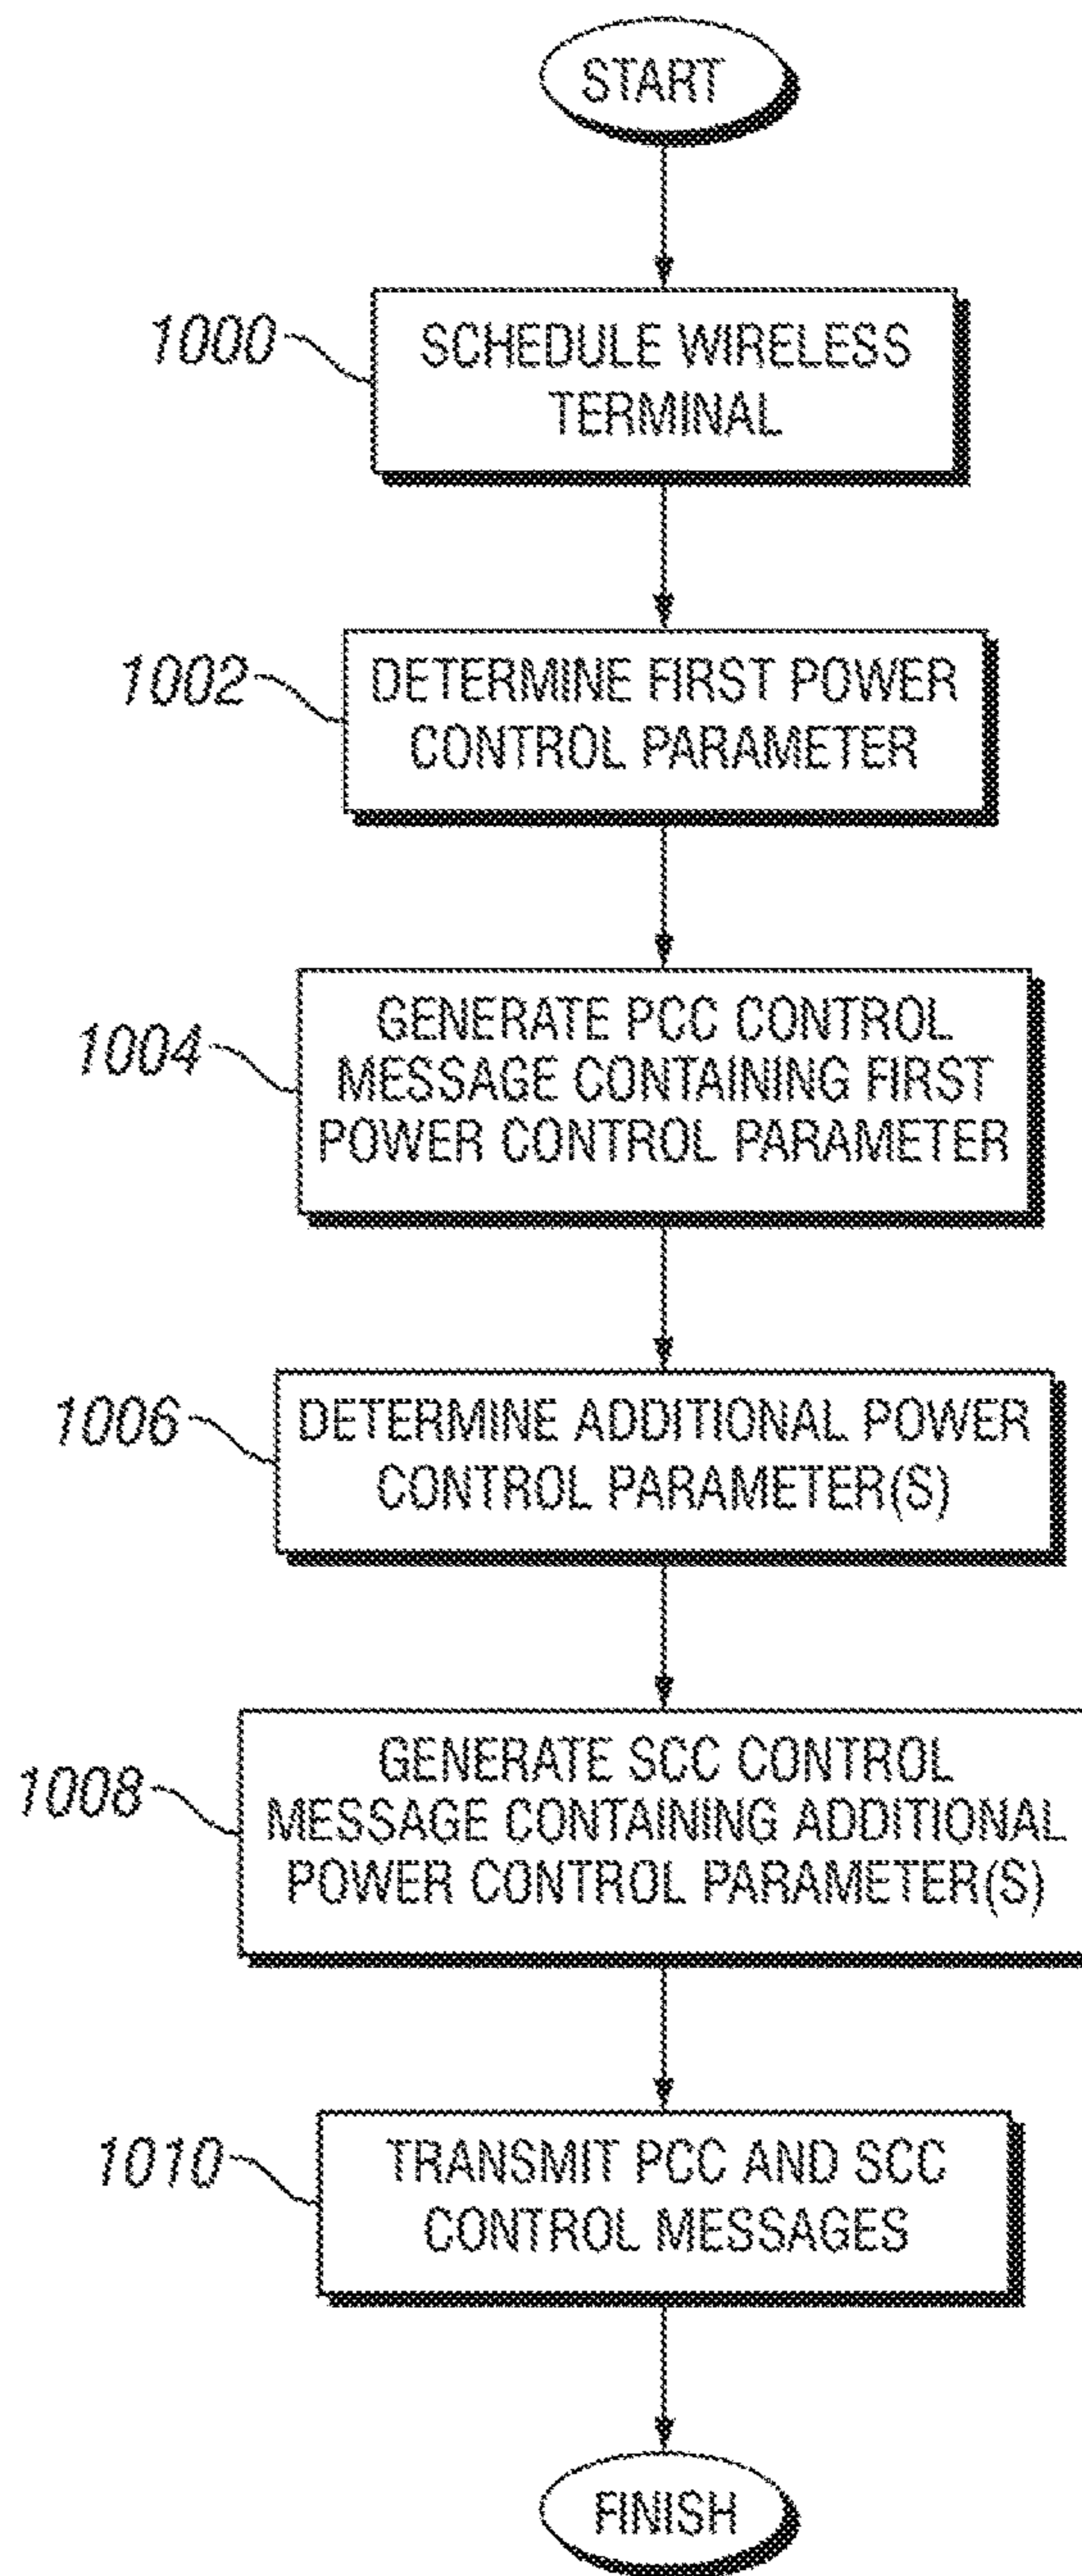 START
1000
SCHEDULE WIRELESS
TERMINAL
1002
DETERMINE FIRST POWER
CONTROL PARAMETER
1004
GENERATE PCC CONTROL
MESSAGE CONTAINING FIRST
POWER CONTROL PARAMETER
1006
DETERMINE ADDITIONAL POWER
CONTROL PARAMETER(S)
1008
GENERATE SCC CONTROL
MESSAGE CONTAINING ADDITIONAL
POWER CONTROL PARAMETER(S)
1010
TRANSMIT PCC AND SCC
CONTROL MESSAGES
FINISH